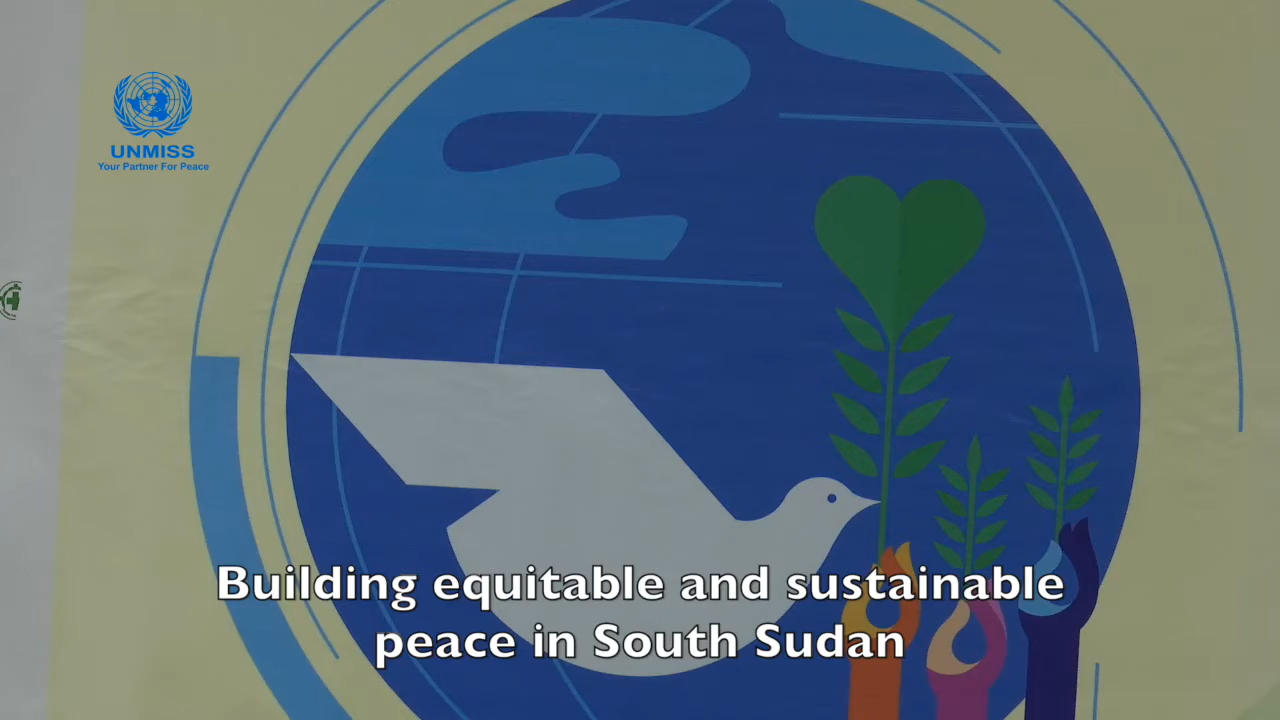 UNMISS
Your Partner For Peace
Building equitable and sustainable
peace in South Sudan